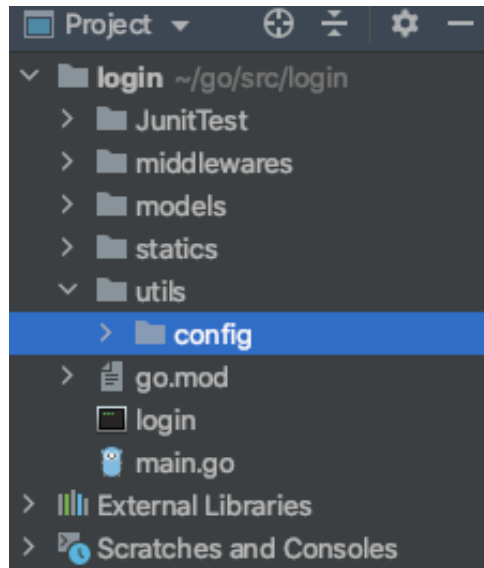 Project
login ~/go/src/login
JunitTest
middlewares
models
statics
utils
config
go.mod
login
main.go
External Libraries
Scratches and Consoles